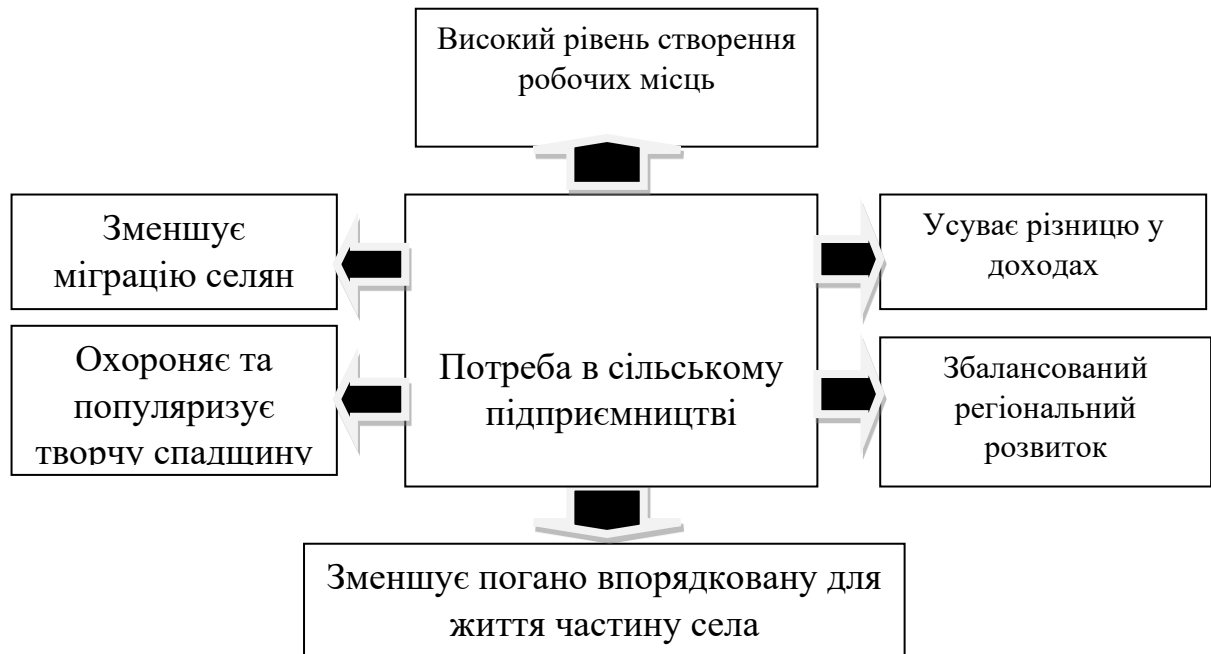 Високий рівень створення
робочих місць
Зменшує
міграцію селян
Усуває різницю у
доходах
Охороняє та
популяризує
творчу спадщину
Потреба в сільському
підприємництві
Збалансований
регіональний
розвиток
Зменшує погано впорядковану для
життя частину села